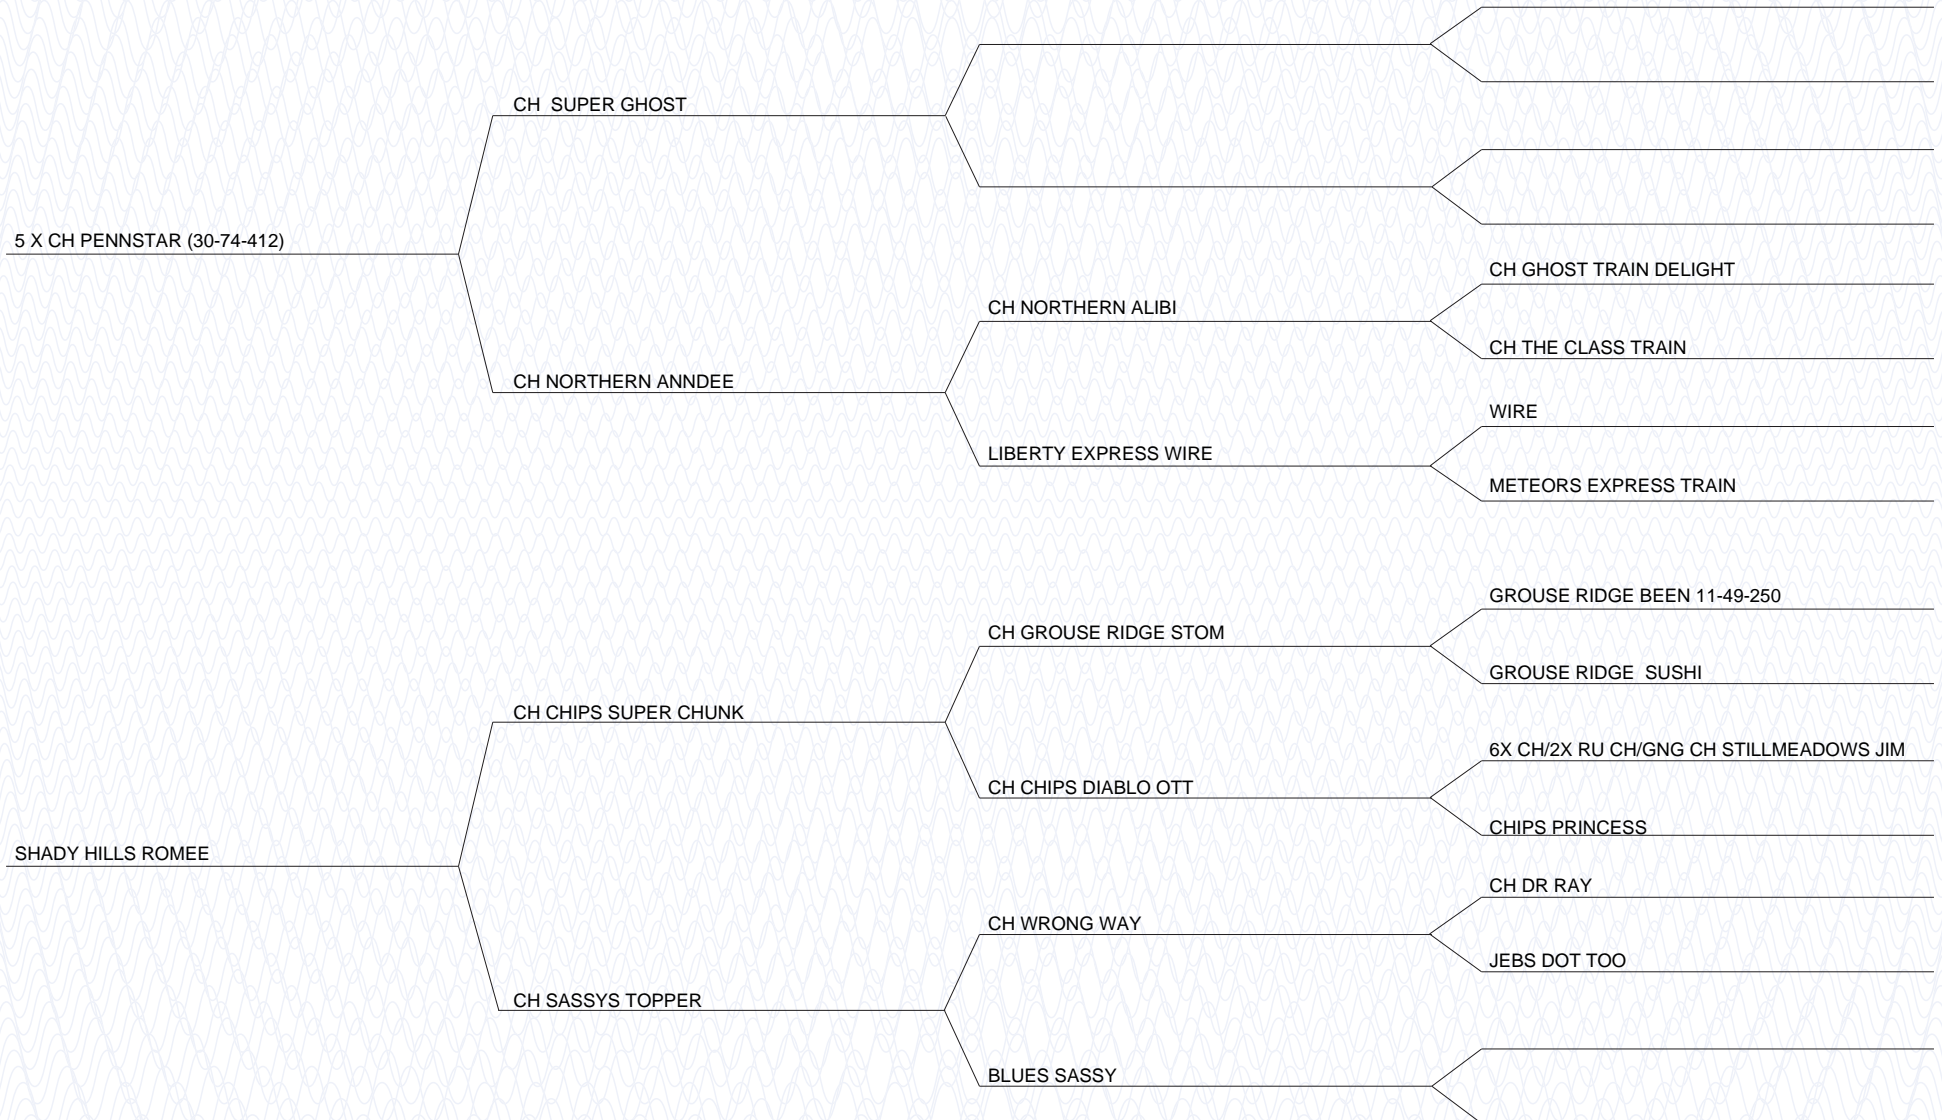 CH  SUPER GHOST
5 X CH PENNSTAR (30-74-412)
CH GHOST TRAIN DELIGHT
CH NORTHERN ALIBI
CH THE CLASS TRAIN
CH NORTHERN ANNDEE
WIRE
LIBERTY EXPRESS WIRE
METEORS EXPRESS TRAIN
GROUSE RIDGE BEEN 11-49-250
CH GROUSE RIDGE STOM
GROUSE RIDGE  SUSHI
CH CHIPS SUPER CHUNK
6X CH/2X RU CH/GNG CH STILLMEADOWS JIM
CH CHIPS DIABLO OTT
CHIPS PRINCESS
SHADY HILLS ROMEE
CH DR RAY
CH WRONG WAY
JEBS DOT TOO
CH SASSYS TOPPER
BLUES SASSY